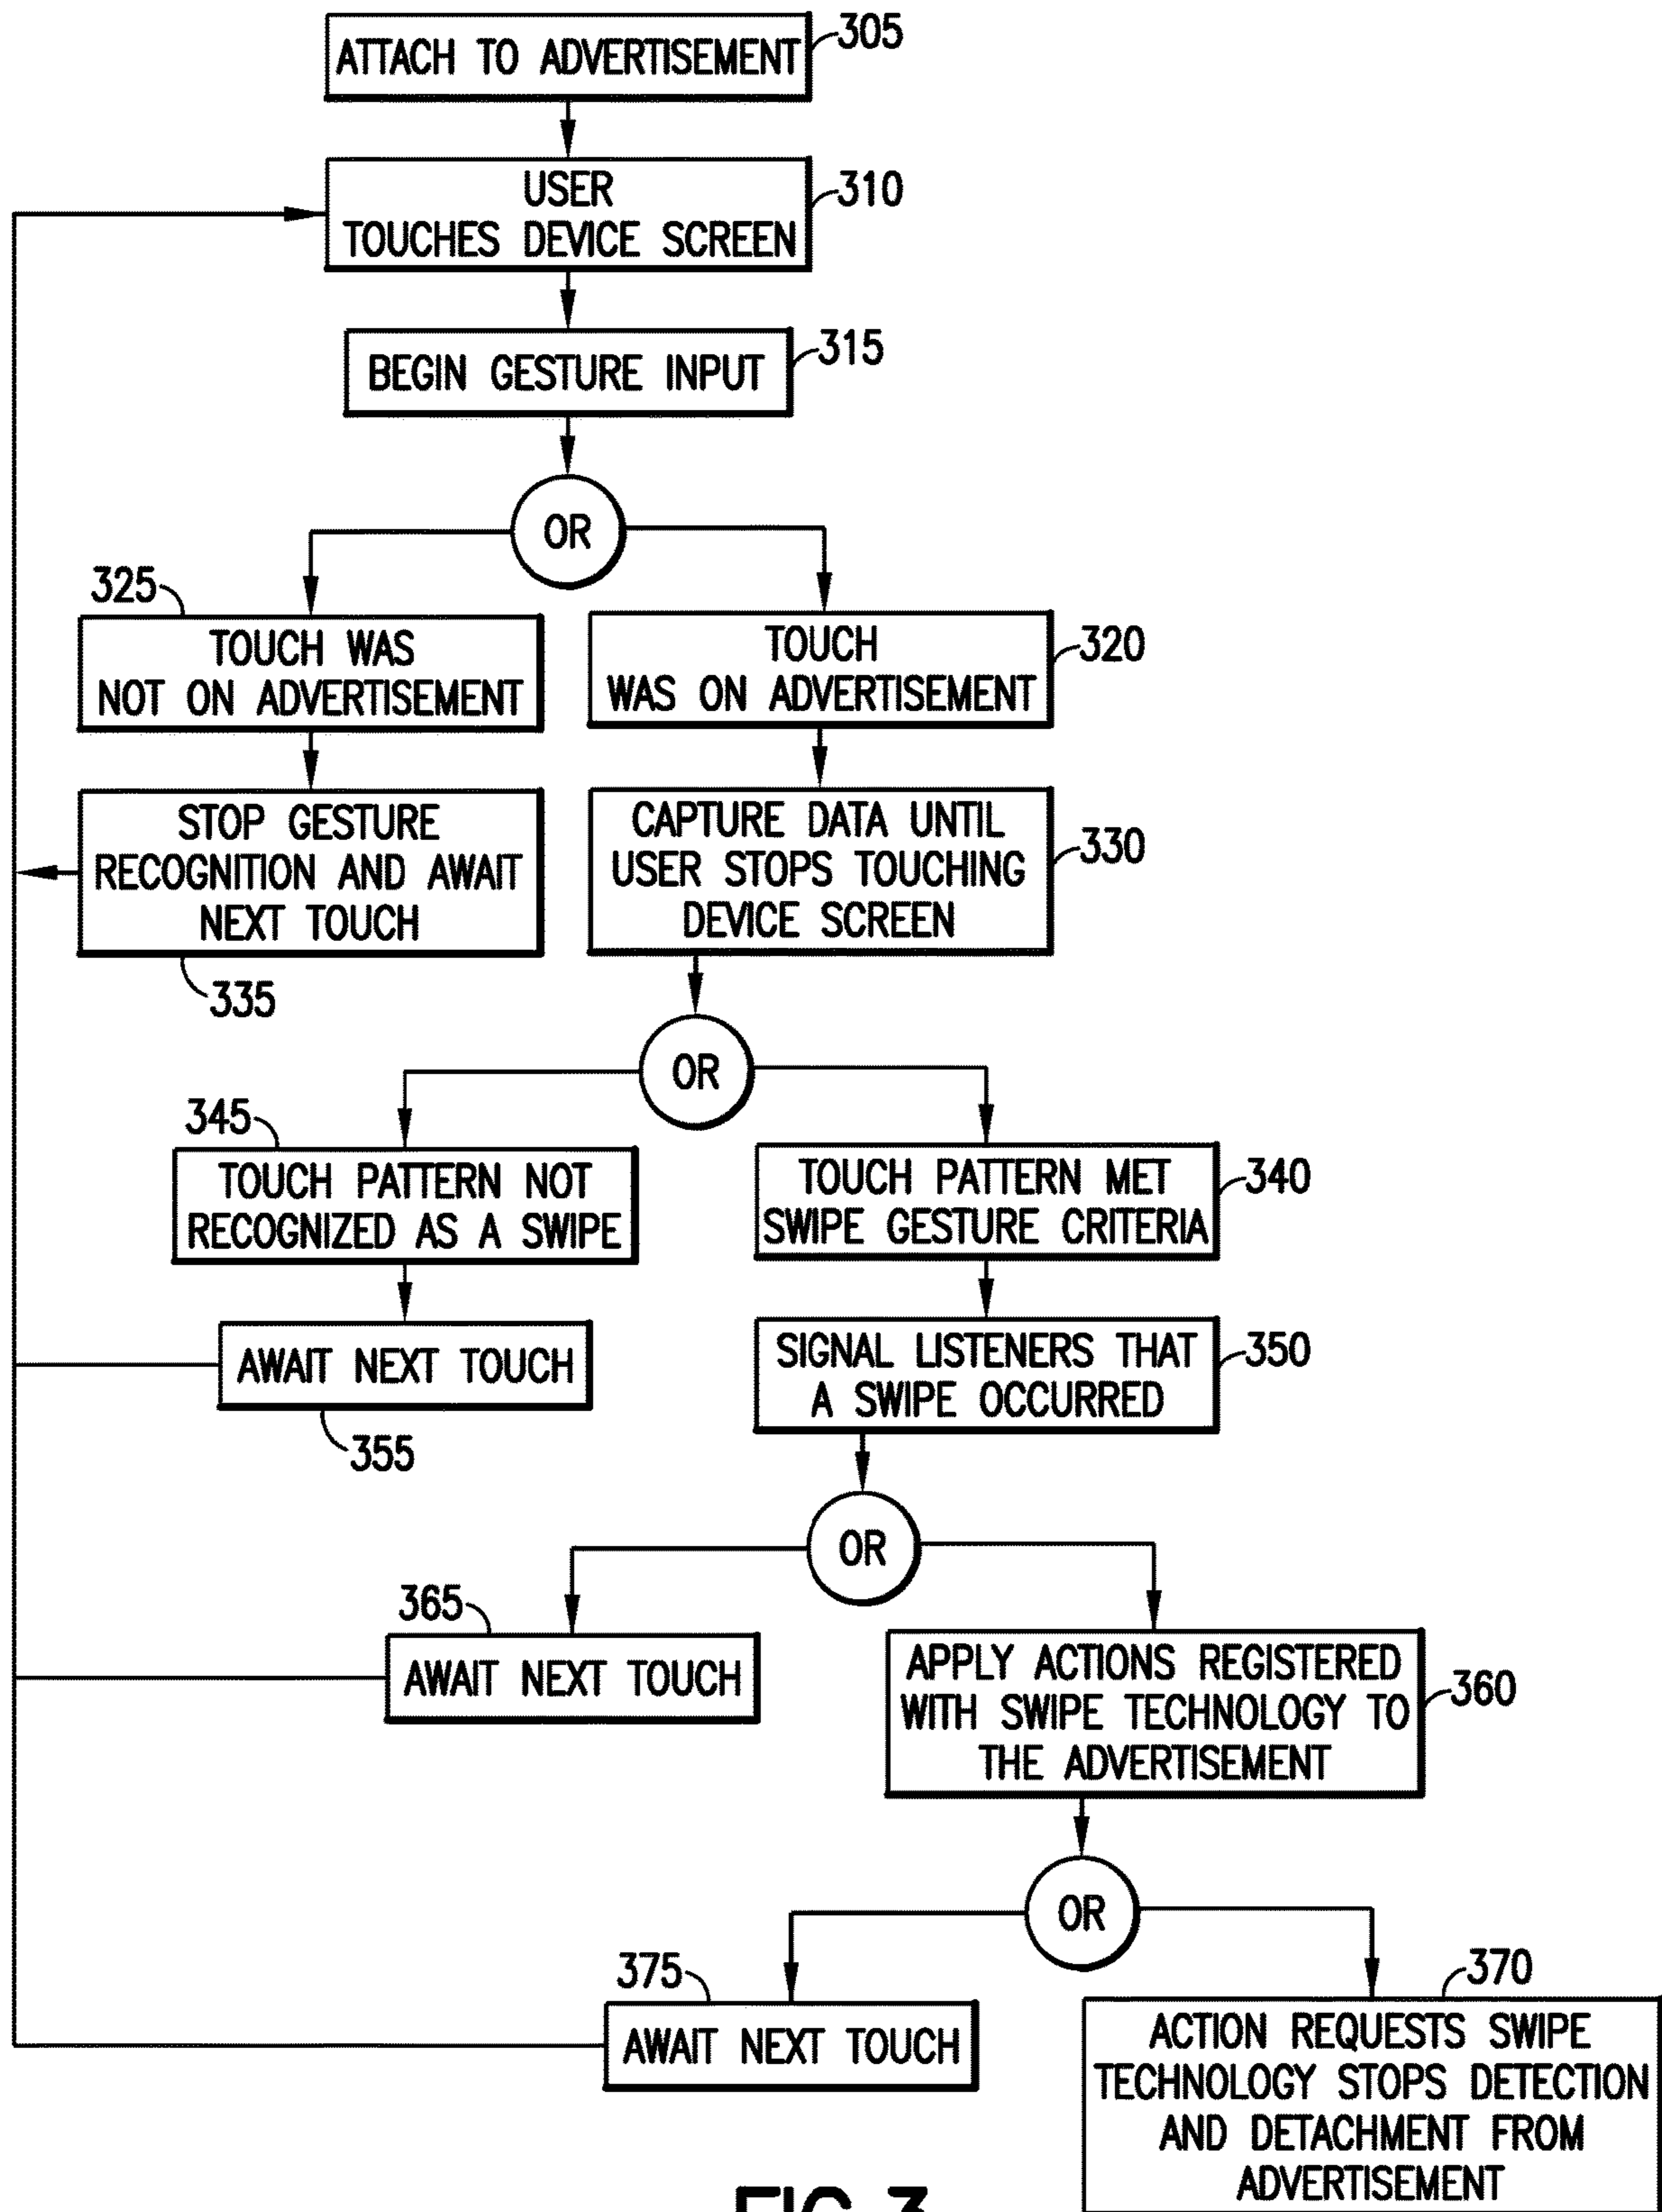 ATTACH TO ADVERTISEMENT
305
USER
TOUCHES DEVICE SCREEN
310
BEGIN GESTURE INPUT
315
OR
325
TOUCH WAS
NOT ON ADVERTISEMENT
TOUCH
WAS ON ADVERTISEMENT
320
STOP GESTURE
RECOGNITION AND AWAIT
NEXT TOUCH
335
CAPTURE DATA UNTIL
USER STOPS TOUCHING
DEVICE SCREEN
330
OR
345
TOUCH PATTERN NOT
RECOGNIZED AS A SWIPE
TOUCH PATTERN MET
SWIPE GESTURE CRITERIA
340
AWAIT NEXT TOUCH
355
SIGNAL LISTENERS THAT
A SWIPE OCCURRED
350
OR
365
AWAIT NEXT TOUCH
APPLY ACTIONS REGISTERED
WITH SWIPE TECHNOLOGY TO
THE ADVERTISEMENT
360
OR
375
AWAIT NEXT TOUCH
370
ACTION REQUESTS SWIPE
TECHNOLOGY STOPS DETECTION
AND DETACHMENT FROM
ADVERTISEMENT
FIG. 3